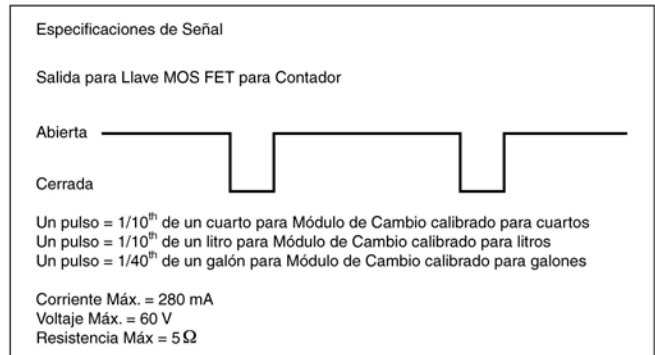 Especificaciones de Señal
Salida para Llave MOS FET para Contador
Abierta
Cerrada
Un pulso = 1/10th de un cuarto para Módulo de Cambio calibrado para cuartos
Un pulso = 1/10th de un litro para Módulo de Cambio calibrado para litros
Un pulso = 1/40th de un galón para Módulo de Cambio calibrado para galones
Corriente Máx. = 280 mA
Voltaje Máx. = 60 V
Resistencia Máx = 5Ω